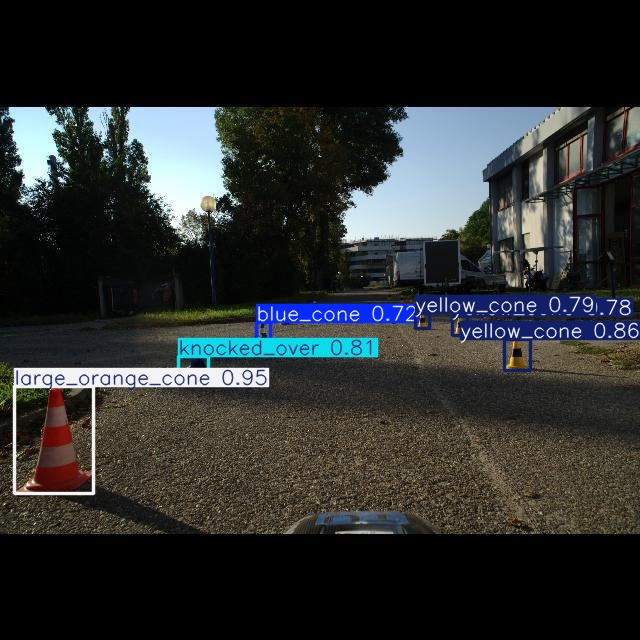 blue_cone 0.72
yellow_cone 0.79
.78
yellow_cone 0.86
knocked_over 0.81
large_orange_cone 0.95